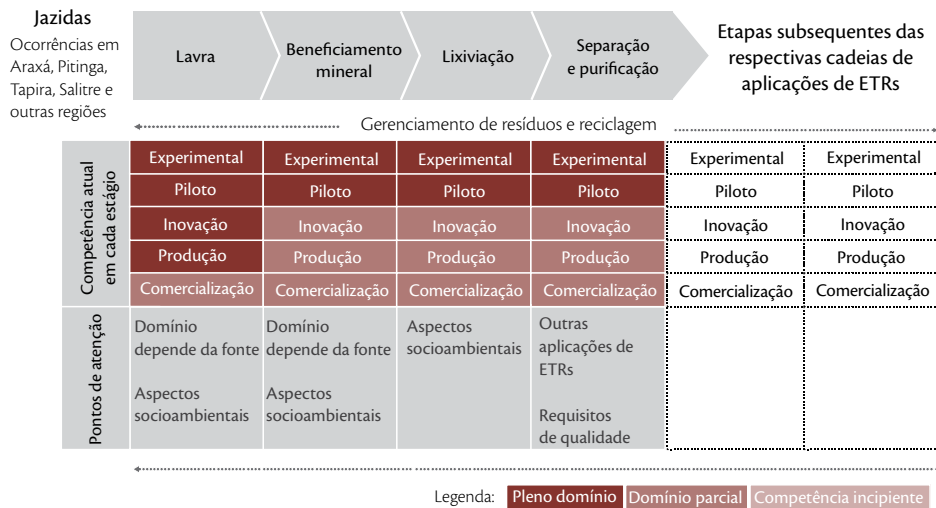 Jazidas
Ocorrências em
Araxá, Pitinga,
Tapira, Salitre e
outras regiões
Lavra
Beneficiamento
mineral
Lixiviação
Separação
e purificação
Etapas subsequentes das
respectivas cadeias de
aplicações de ETRs
Gerenciamento de resíduos e reciclagem
Competência atual
em cada estágio
Experimental Experimental Experimental Experimental Experimental Experimental
Piloto Piloto Piloto Piloto Piloto Piloto
Inovação Inovação Inovação Inovação Inovação Inovação
Produção Produção Produção Produção Produção Produção
Comercialização Comercialização Comercialização Comercialização Comercialização Comercialização
Pontos de atenção
Domínio
depende da fonte
Aspectos
socioambientais
Domínio
depende da fonte
Aspectos
socioambientais
Aspectos
socioambientais
Outras
aplicações de
ETRs
Requisitos
de qualidade
Legenda: Pleno domínio Domínio parcial Competência incipiente